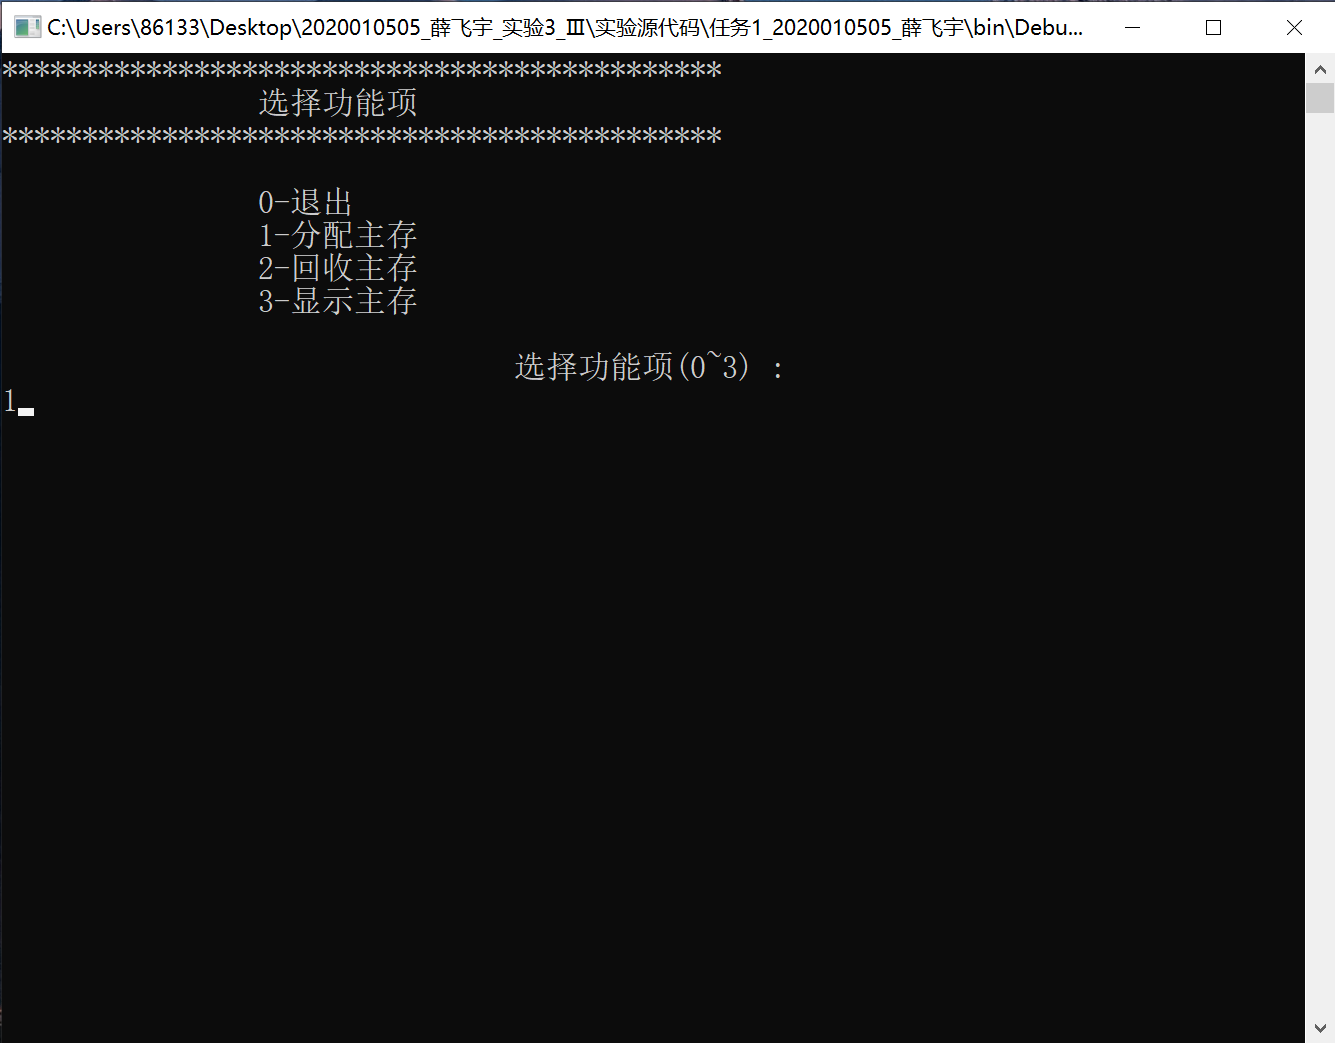 C:\Users\86133\Desktop\2020010505_薛飞宇_实验3_Ⅲ\实验源代码\任务1_2020010505_薛飞宇\bin\Debu...
*********************************************
选择功能项
*********************************************
0-退出
1-分配主存
2-回收主存
3-显示主存
选择功能项(0~3) :
1